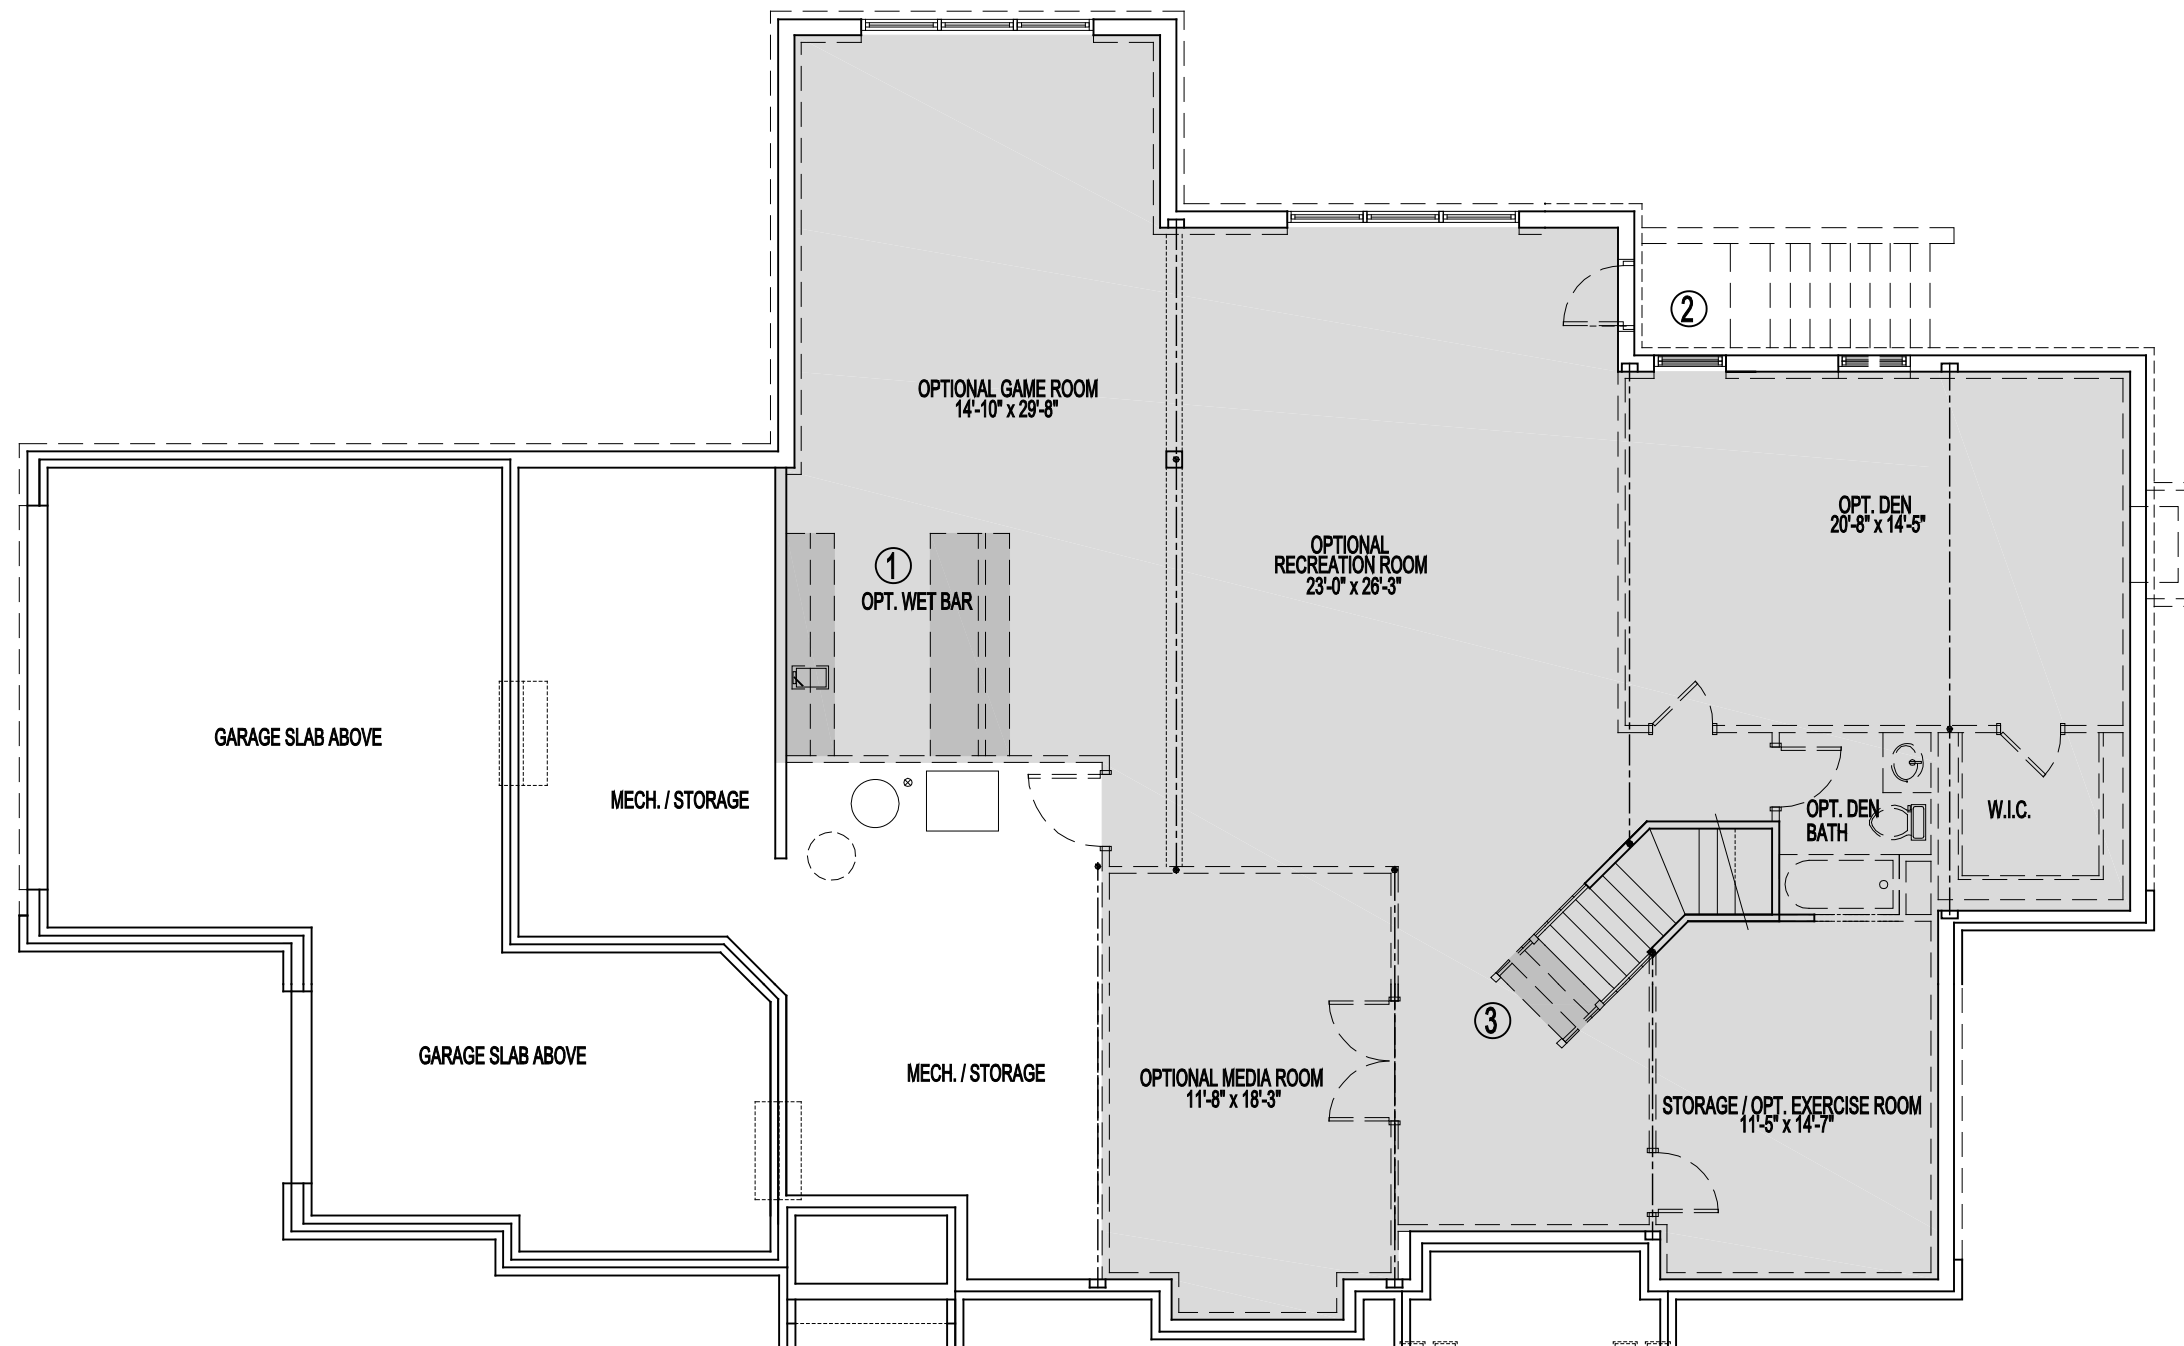 OPTIONAL GAME ROOM
14'-10" x 29'-8"
2
OPT. DEN
20'-8" x 14'-5"
OPTIONAL
RECREATION ROOM
23'-0" x 26'-3"
1
OPT. WET BAR
GARAGE SLAB ABOVE
MECH. / STORAGE
OPT. DEN
BATH
W.I.C.
3
GARAGE SLAB ABOVE
MECH. / STORAGE
OPTIONAL MEDIA ROOM
11'-8" x 18'-3"
STORAGE / OPT. EXERCISE ROOM
11'-5" x 14'-7"